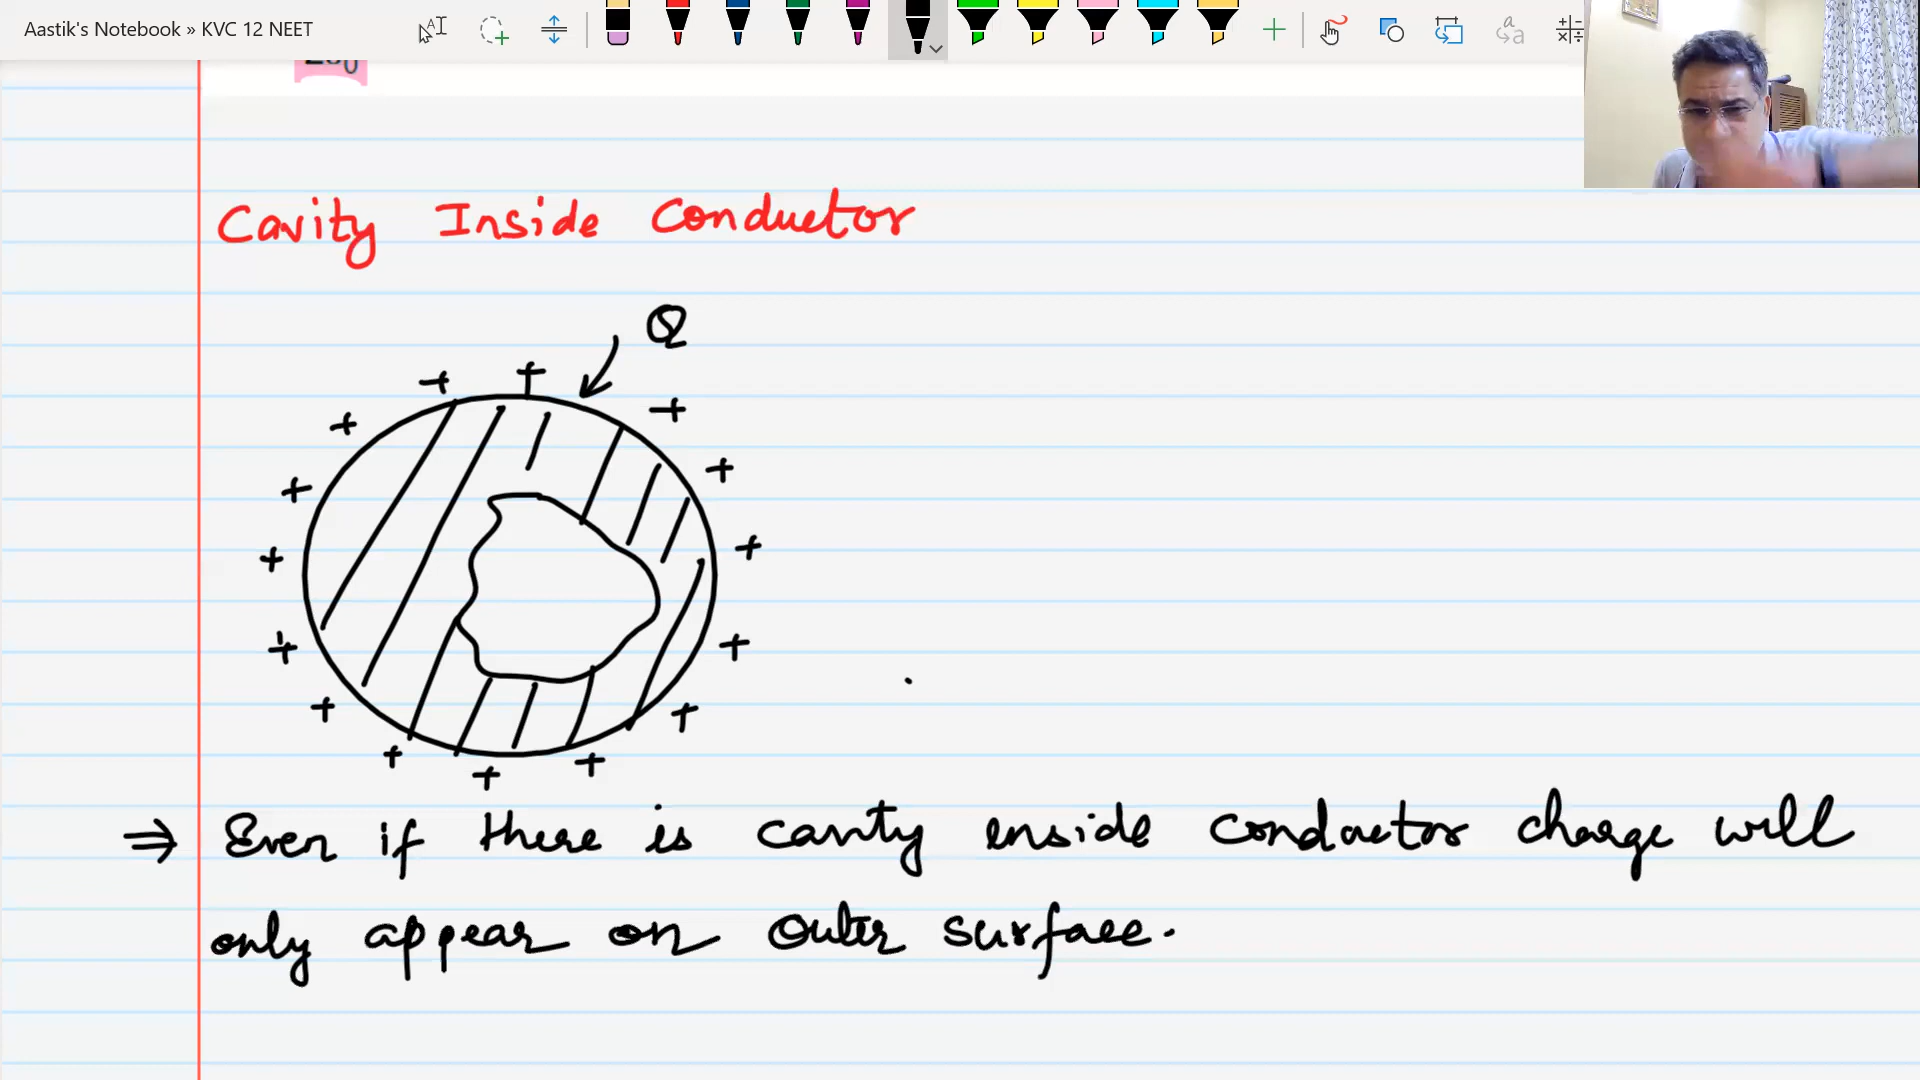 Aastik's Notebook » KVC 12 NEET
Cavity Inside Conductor
Q
Even if there is cavity inside conductor charge will
only appear on outer surface.